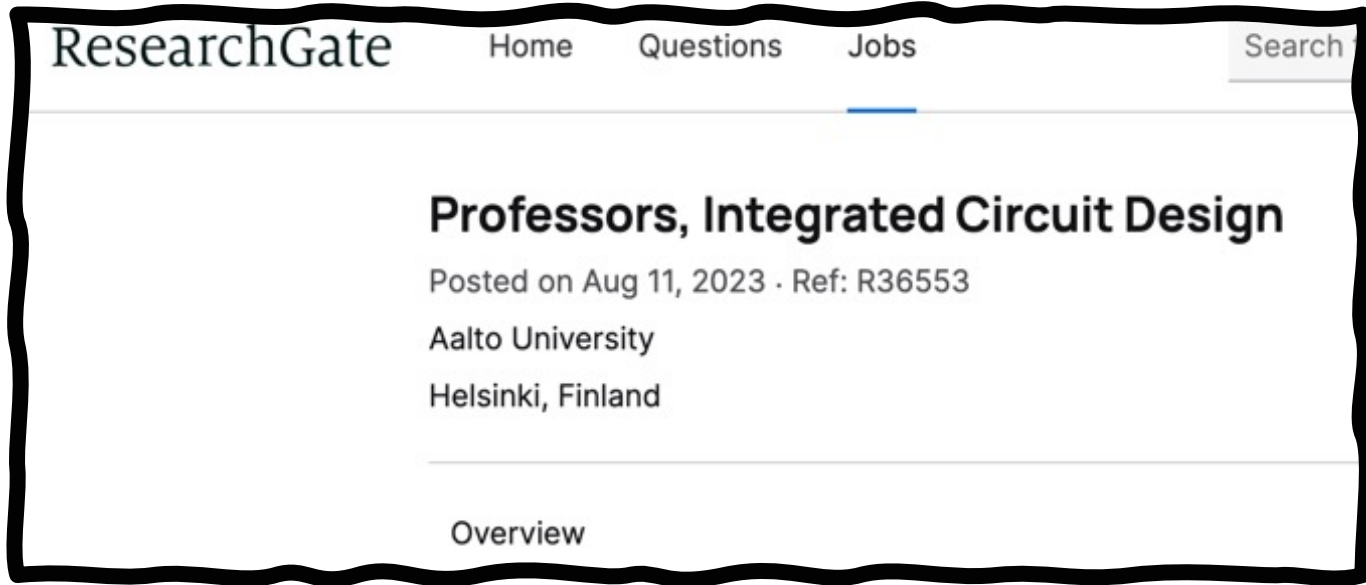 ResearchGate Home Questions Jobs Search
Professors, Integrated Circuit Design
Posted on Aug 11, 2023 · Ref: R36553
Aalto University
Helsinki, Finland
Overview